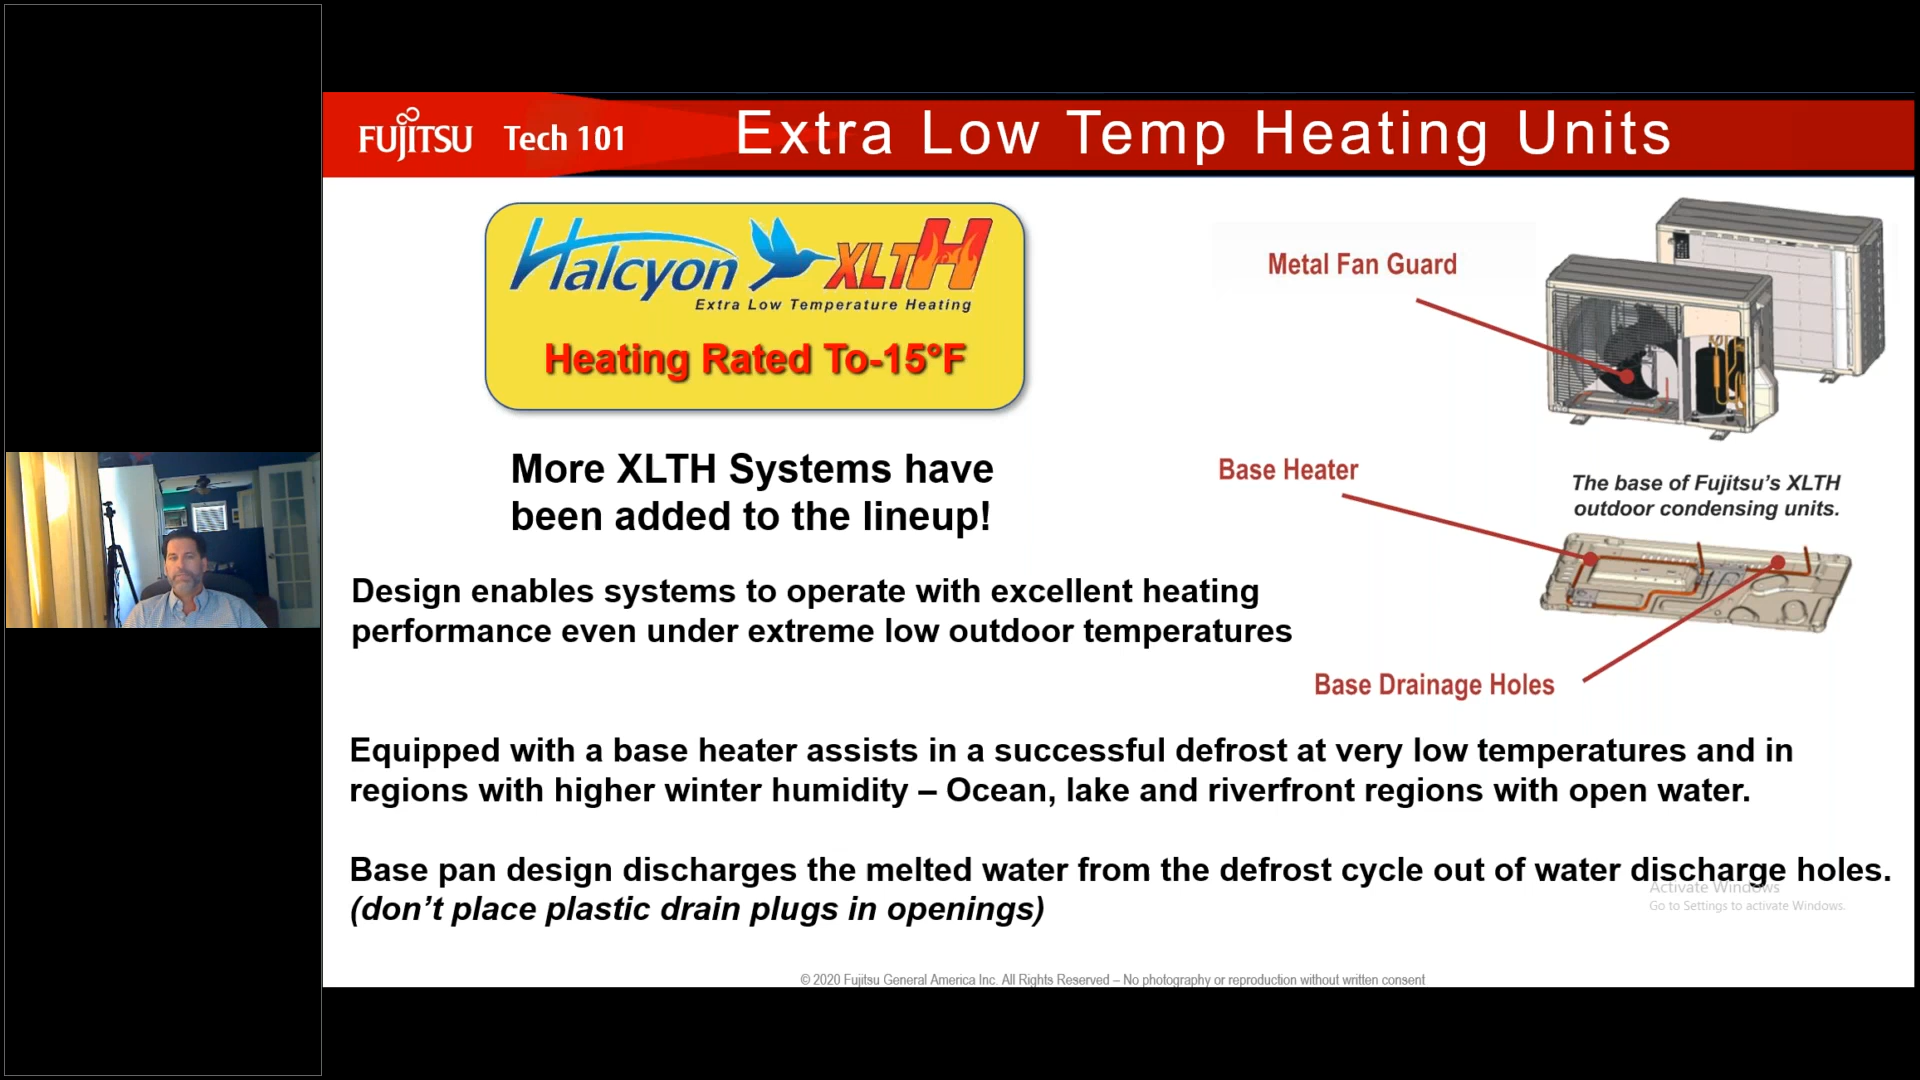 FUJITSU Tech 101 Extra Low Temp Heating Units
Halcyon XLTH
Extra Low Temperature Heating
Heating Rated To-15°F
More XLTH Systems have
been added to the lineup!
Metal Fan Guard
Base Heater
The base of Fujitsu's XLTH
outdoor condensing units.
Base Drainage Holes
Design enables systems to operate with excellent heating
performance even under extreme low outdoor temperatures
Equipped with a base heater assists in a successful defrost at very low temperatures and in
regions with higher winter humidity – Ocean, lake and riverfront regions with open water.
Base pan design discharges the melted water from the defrost cycle out of water discharge holes.
(don't place plastic drain plugs in openings)
Activate Windows
Go to Settings to activate Windows.
© 2020 Fujitsu General America Inc. All Rights Reserved – No photography or reproduction without written consent